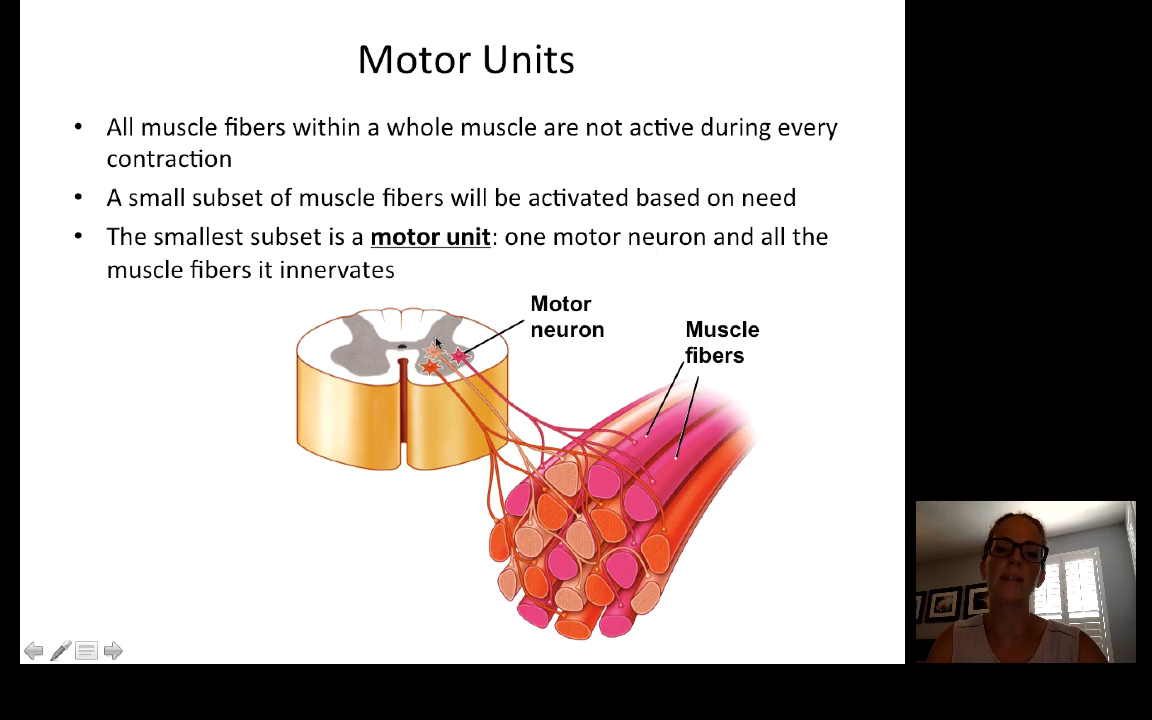 Motor Units
• All muscle fibers within a whole muscle are not active during every
contraction
• A small subset of muscle fibers will be activated based on need
• The smallest subset is a motor unit: one motor neuron and all the
muscle fibers it innervates
Motor
neuron
Muscle
fibers